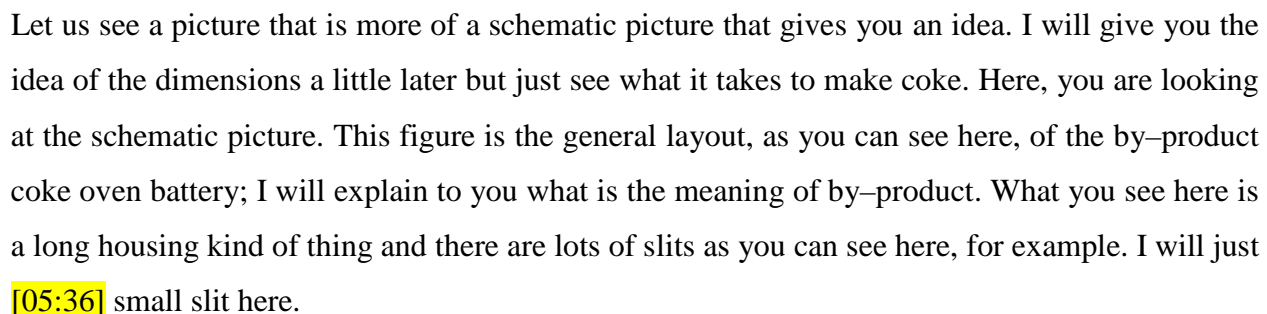 Let us see a picture that is more of a schematic picture that gives you an idea. I will give you the
idea of the dimensions a little later but just see what it takes to make coke. Here, you are looking
at the schematic picture. This figure is the general layout, as you can see here, of the by–product
coke oven battery; I will explain to you what is the meaning of by–product. What you see here is
a long housing kind of thing and there are lots of slits as you can see here, for example. I will just
[05:36] small slit here.